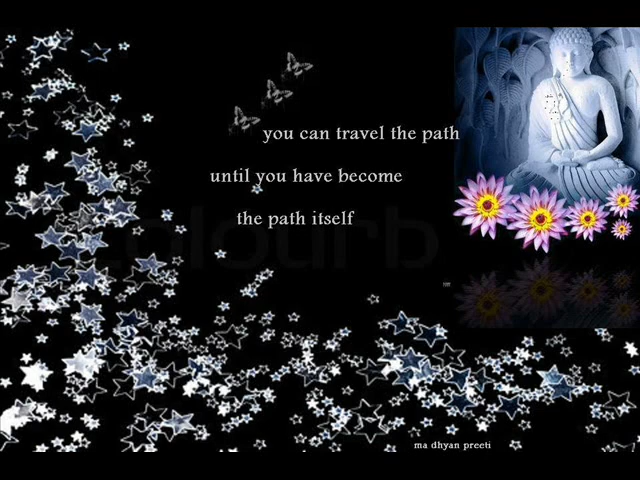 you can travel the path
until you have become
the path itself
ma dhyan preeti